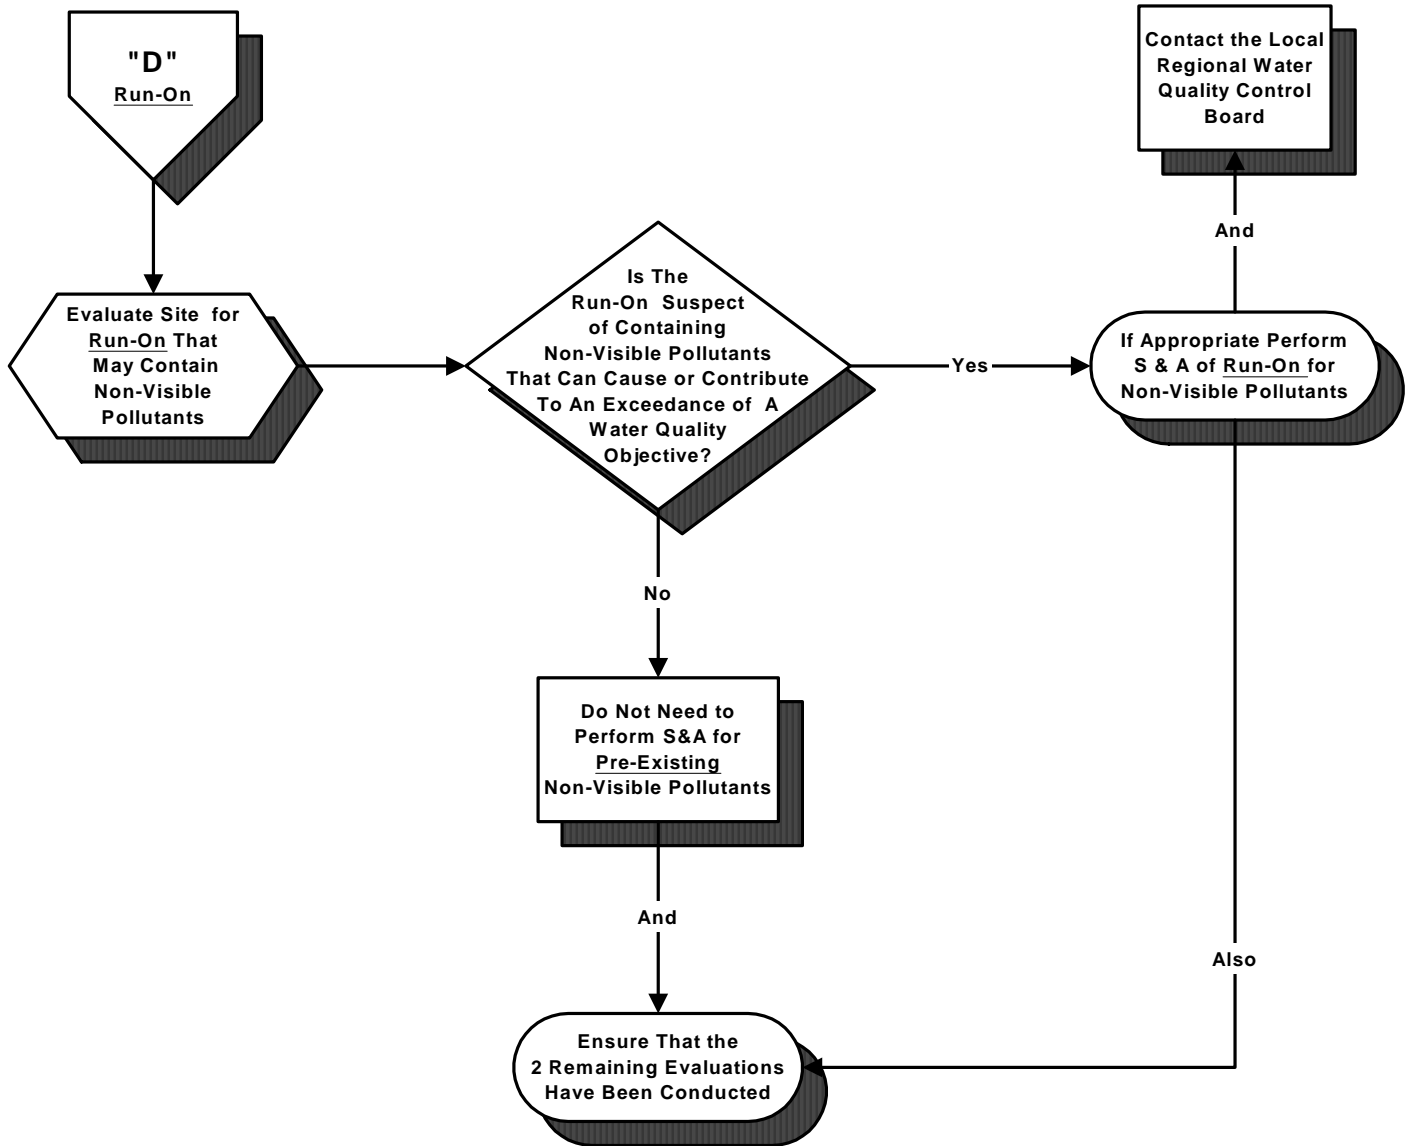 "D"
Run-On
Contact the Local
Regional Water
Quality Control
Board
And
Evaluate Site for
Run-On That
May Contain
Non-Visible
Pollutants
Is The
Run-On Suspect
of Containing
Non-Visible Pollutants
That Can Cause or Contribute
To An Exceedance of A
Water Quality
Objective?
Yes
If Appropriate Perform
S & A of Run-On for
Non-Visible Pollutants
No
Do Not Need to
Perform S&A for
Pre-Existing
Non-Visible Pollutants
And
Also
Ensure That the
2 Remaining Evaluations
Have Been Conducted